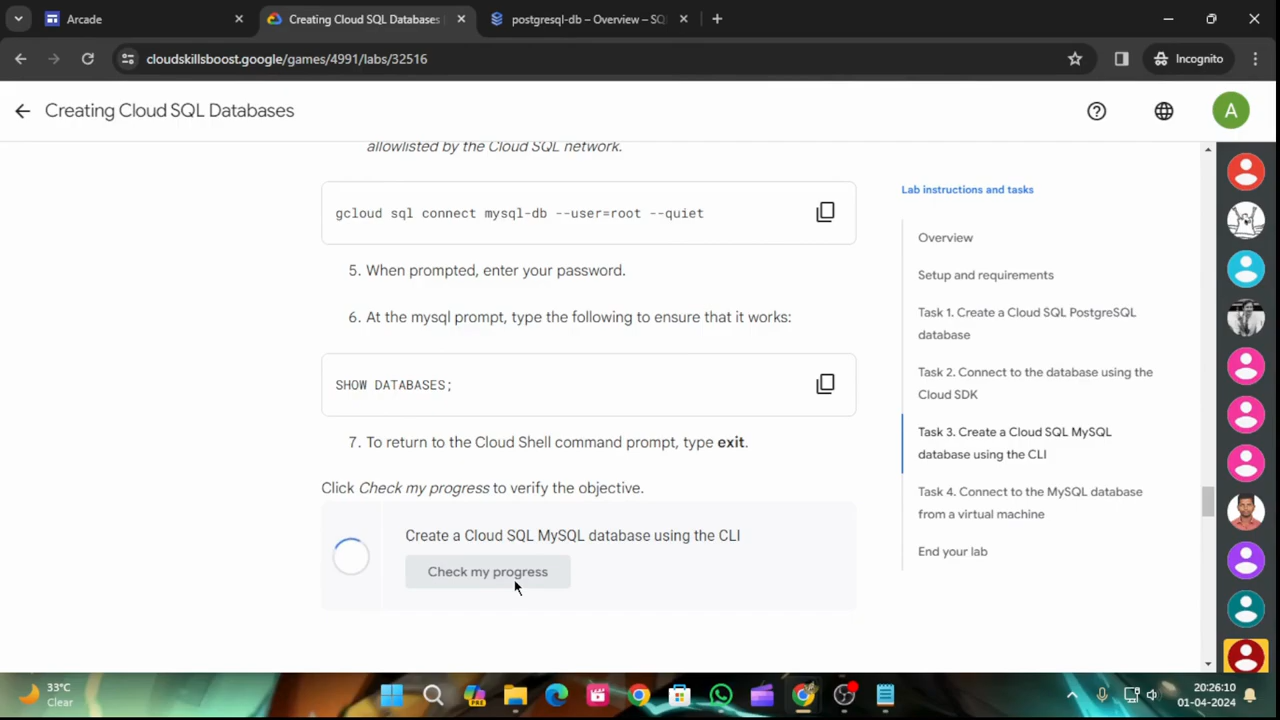 Arcade
Creating Cloud SQL Databases
postgresql-db – Overview – SQ
cloudskillsboost.google/games/4991/labs/32516
Incognito
Creating Cloud SQL Databases
A
allowlisted by the Cloud SQL network.
gcloud sql connect mysql-db --user=root --quiet
5. When prompted, enter your password.
6. At the mysql prompt, type the following to ensure that it works:
SHOW DATABASES;
7. To return to the Cloud Shell command prompt, type exit.
Click Check my progress to verify the objective.
Create a Cloud SQL MySQL database using the CLI
Check my progress
Lab instructions and tasks
Overview
Setup and requirements
Task 1. Create a Cloud SQL PostgreSQL
database
Task 2. Connect to the database using the
Cloud SDK
Task 3. Create a Cloud SQL MySQL
database using the CLI
Task 4. Connect to the MySQL database
from a virtual machine
End your lab
33°C
Clear
PRE
20:26:10
01-04-2024